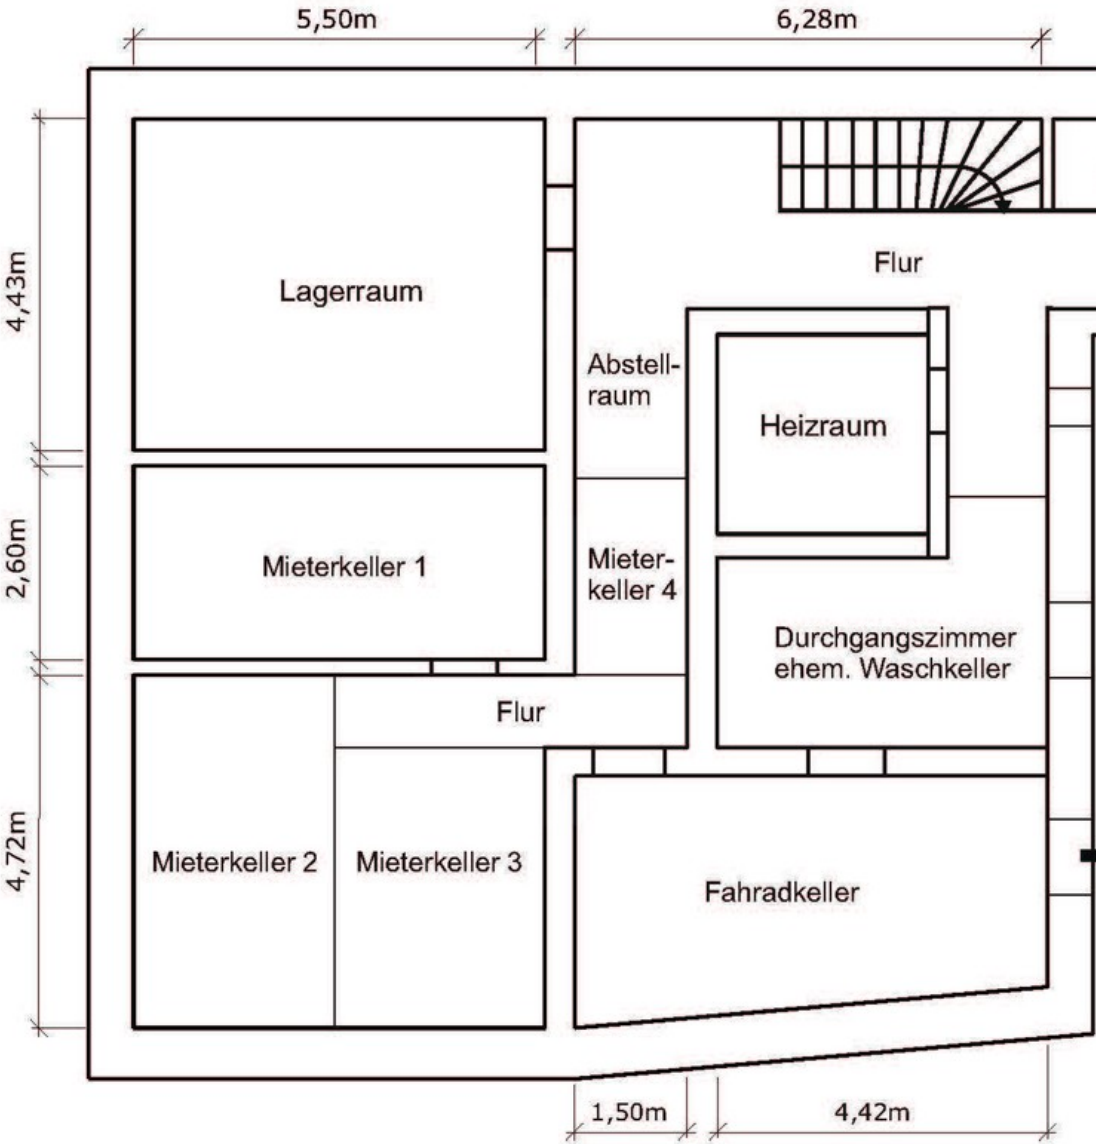 5,50m
6,28m
4,43m
Lagerraum
Flur
Abstell-
raum
Heizraum
2,60m
Mieterkeller 1
Mieter-
keller 4
Durchgangszimmer
ehem. Waschkeller
Flur
4,72m
Mieterkeller 2
Mieterkeller 3
Fahradkeller
1,50m
4,42m